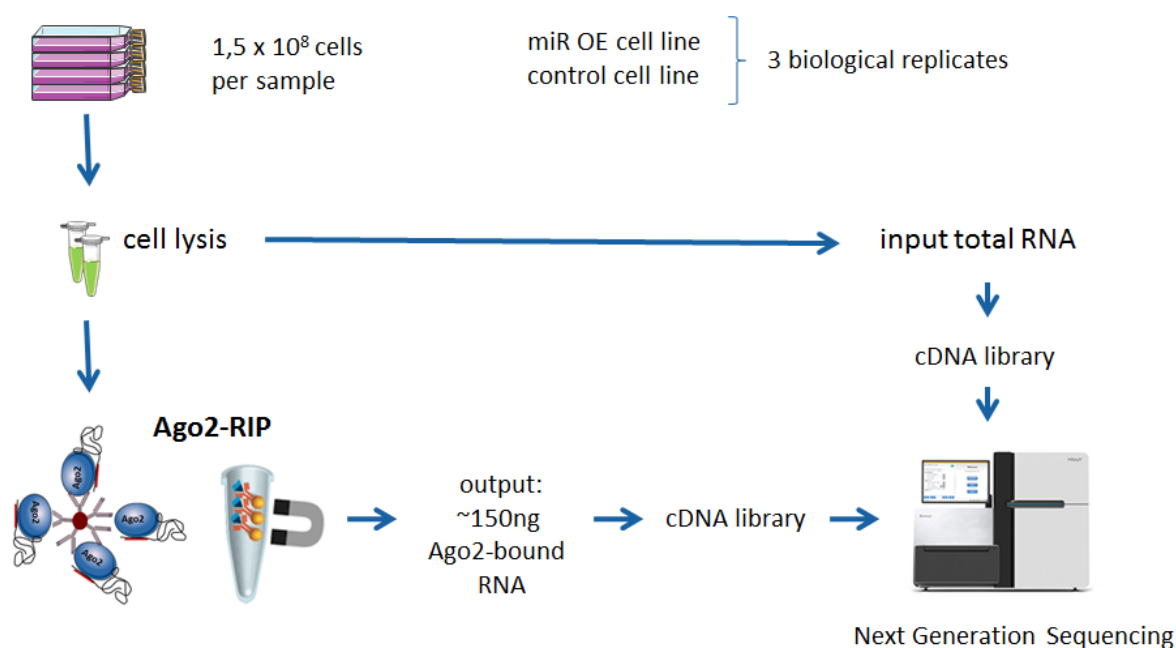 1,5 x 10⁸ cells
per sample
miR OE cell line
control cell line
3 biological replicates
cell lysis
input total RNA
cDNA library
Ago2-RIP
Ago2
Ago2
Ago2
Ago2
output:
~150ng
Ago2-bound
RNA
cDNA library
Next Generation Sequencing